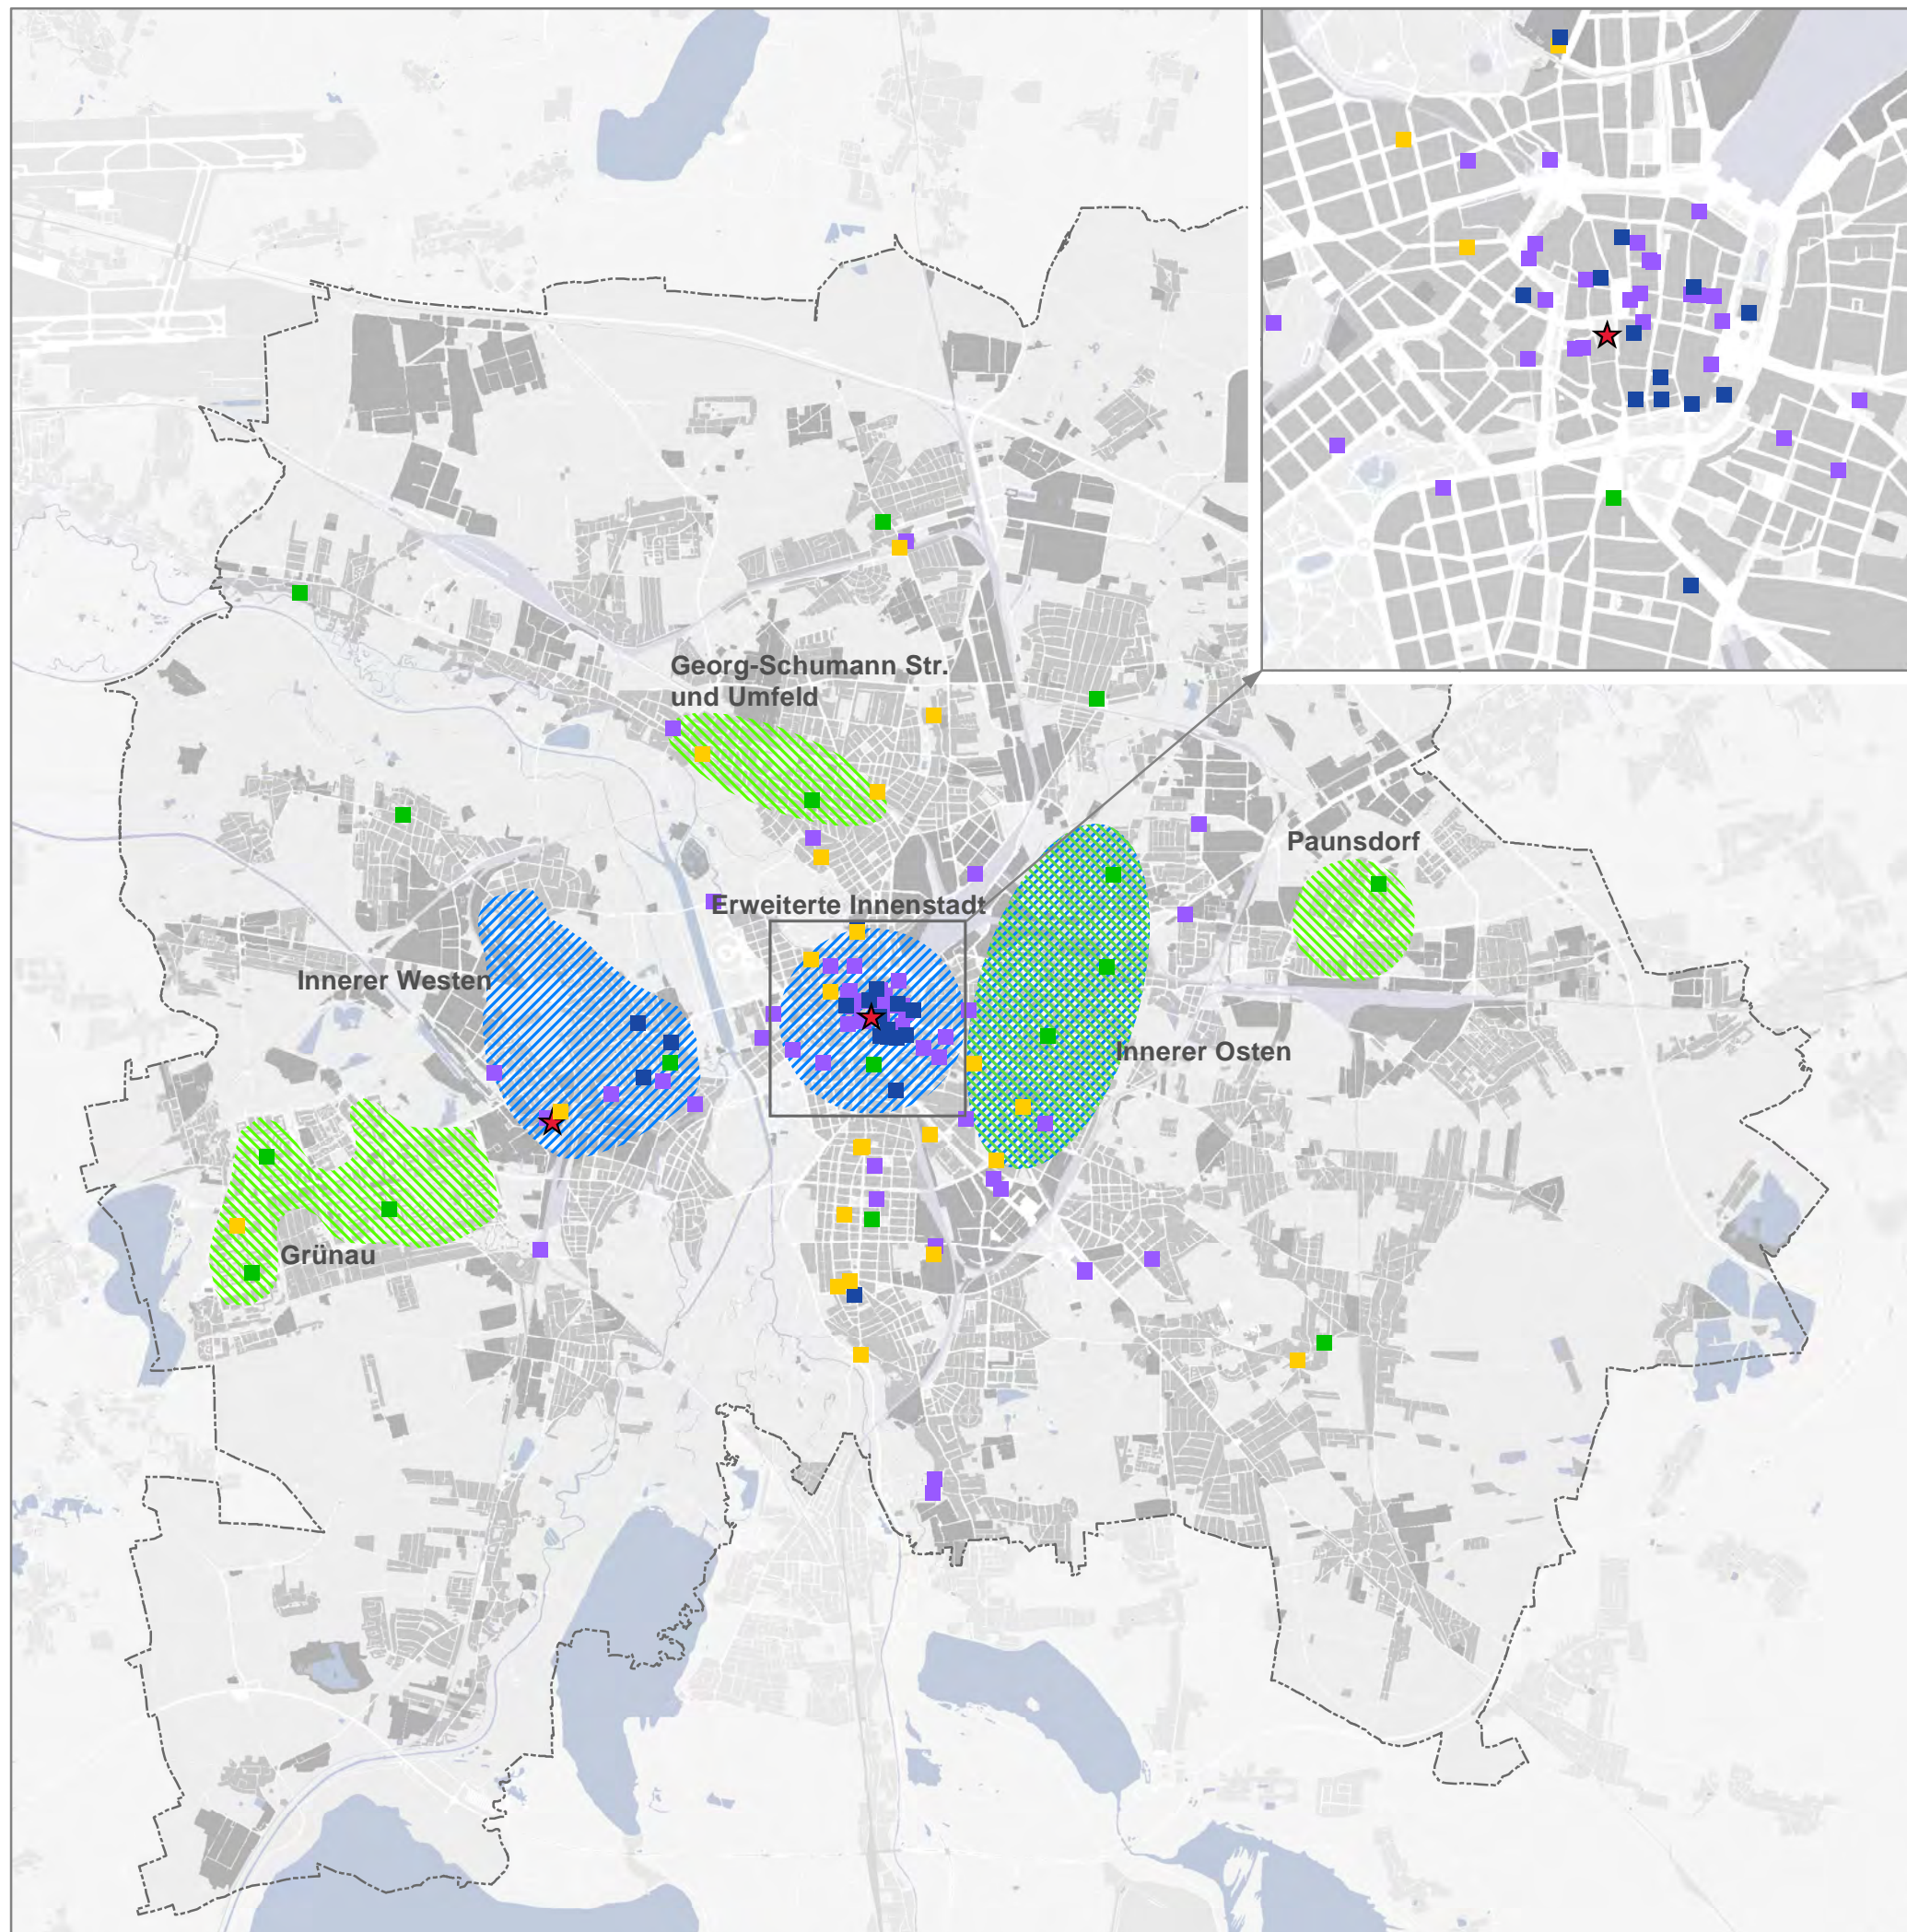 Georg-Schumann Str.
und Umfeld
Paunsdorf
Erweiterte Innenstadt
Innerer Westen
Innerer Osten
Grünau